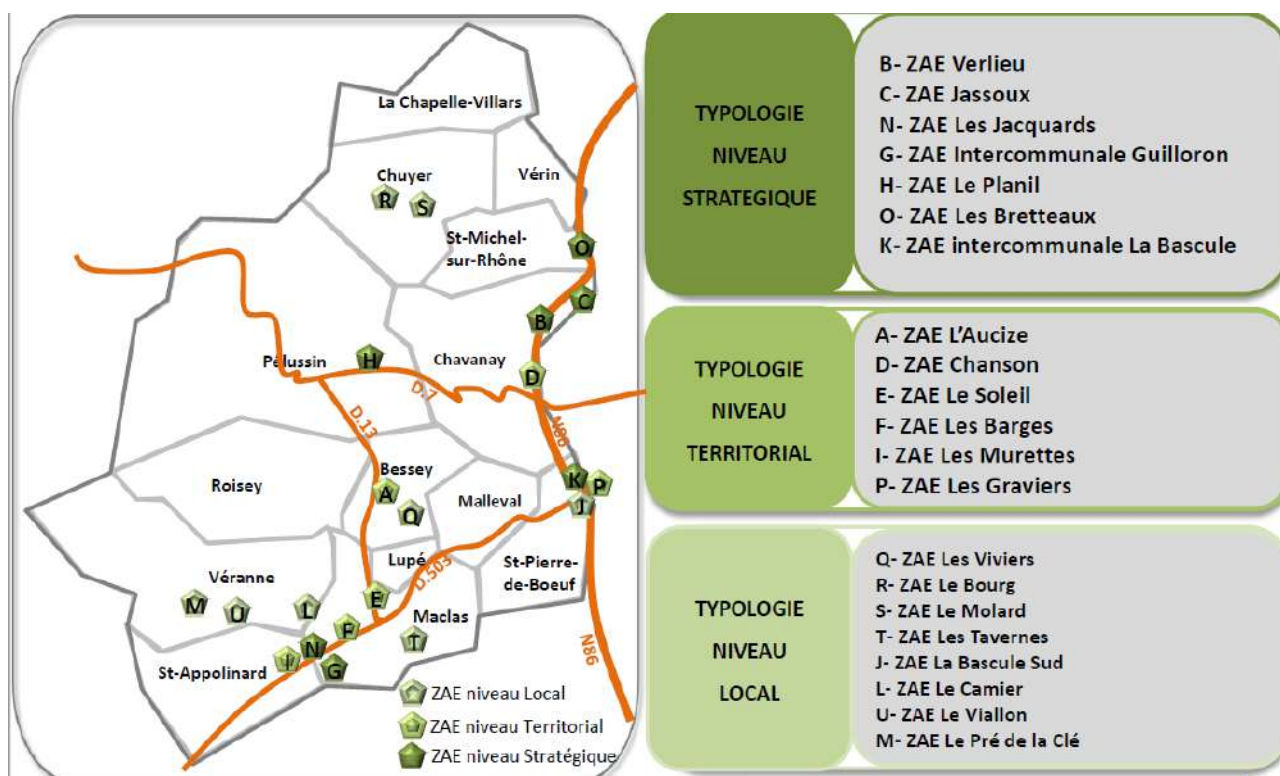 La Chapelle-Villars
Chuyer
Vérin
R
S
St-Michel-
sur-Rhône
O
C
B
Pélussin
H
Chavanay
D
D.7
D.13
N86
Bessey
Roisey
A
Q
Malleval
K
P
J
Lupé
D.503
St-Pierre-
de-Boeuf
Véranne
M
U
L
E
F
Maclas
T
N
I
G
St-Appolinard
N86
ZAE niveau Local
ZAE niveau Territorial
ZAE niveau Stratégique
TYPOLOGIE
NIVEAU
STRATEGIQUE
B- ZAE Verlieu
C- ZAE Jassoux
N- ZAE Les Jacquards
G- ZAE Intercommunale Guilloron
H- ZAE Le Planil
O- ZAE Les Bretteaux
K- ZAE intercommunale La Bascule
TYPOLOGIE
NIVEAU
TERRITORIAL
A- ZAE L'Aucize
D- ZAE Chanson
E- ZAE Le Soleil
F- ZAE Les Barges
I- ZAE Les Murettes
P- ZAE Les Graviers
TYPOLOGIE
NIVEAU
LOCAL
Q- ZAE Les Viviers
R- ZAE Le Bourg
S- ZAE Le Molard
T- ZAE Les Tavernes
J- ZAE La Bascule Sud
L- ZAE Le Camier
U- ZAE Le Viallon
M- ZAE Le Pré de la Clé